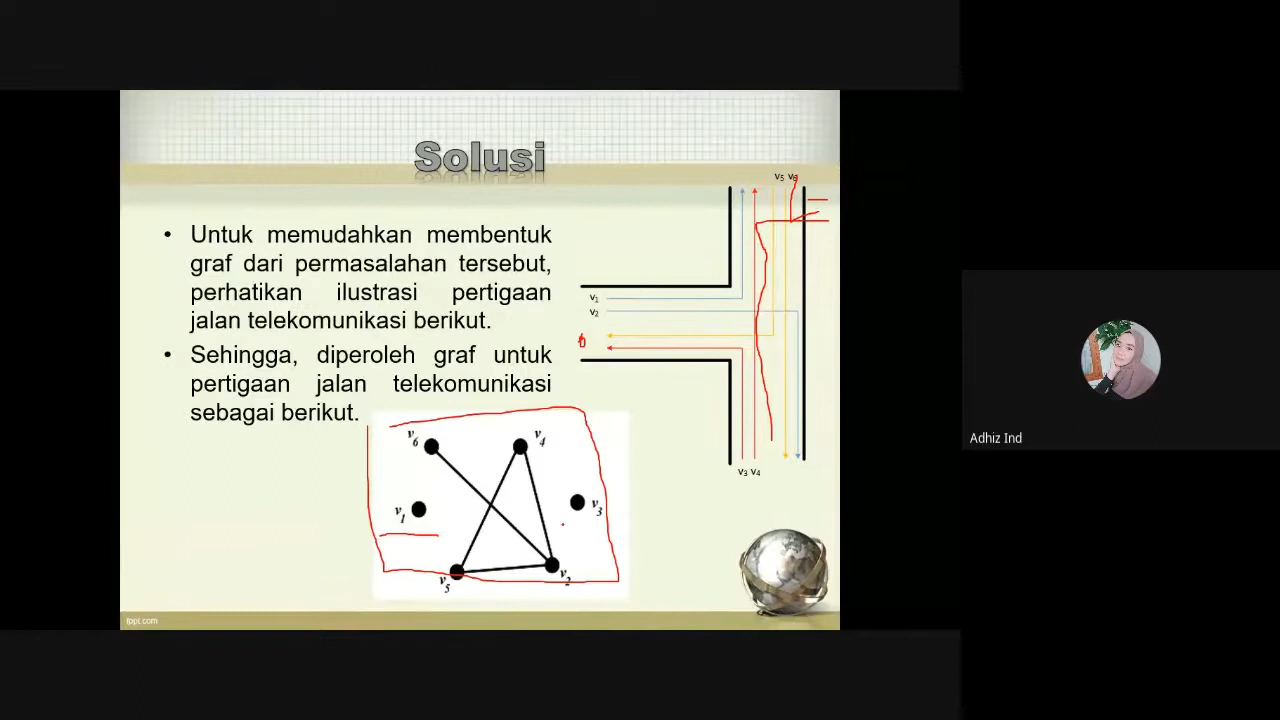 Solusi
• Untuk memudahkan membentuk
graf dari permasalahan tersebut,
perhatikan ilustrasi pertigaan
jalan telekomunikasi berikut.
• Sehingga, diperoleh graf untuk
pertigaan jalan telekomunikasi
sebagai berikut.
v5 v6
v1
v2
v3 v4
v6
v4
v1
v3
v5
v2
fppt.com
Adhiz Ind